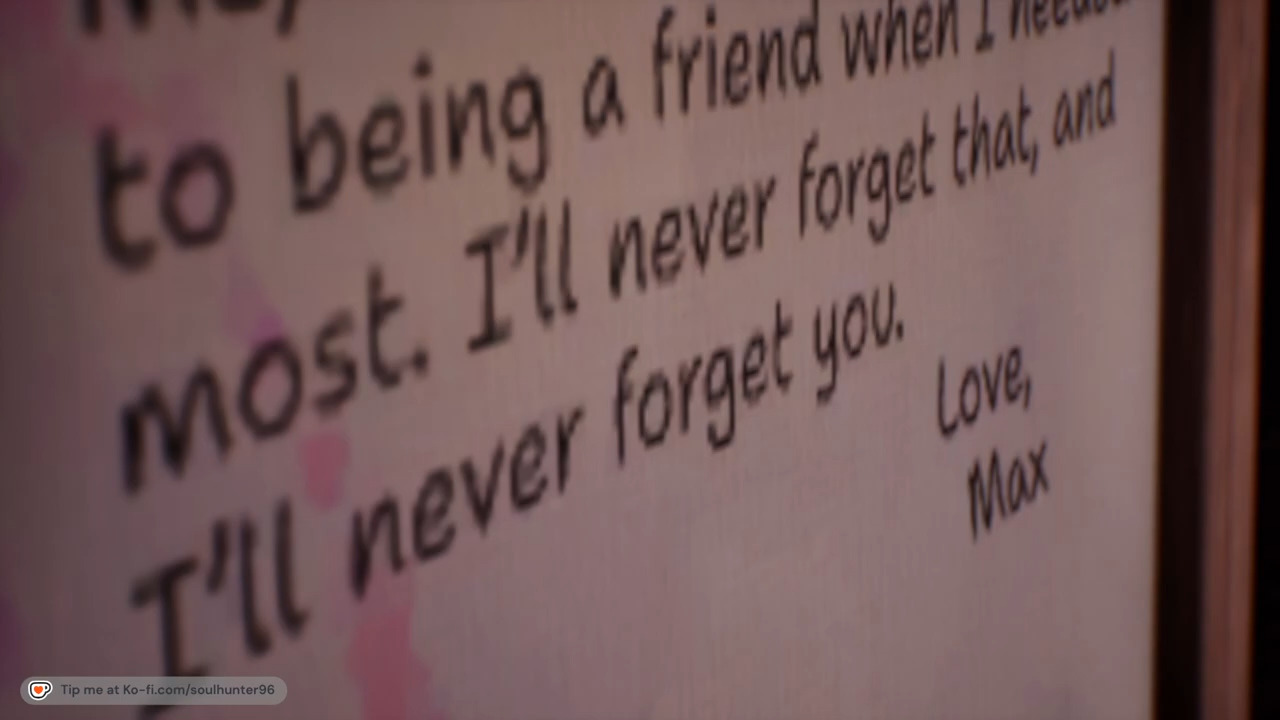 to being a friend when I needed
most. I'll never forget that, and
I'll never forget you.
Love,
Max
Tip me at Ko-fi.com/soulhunter96